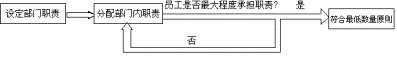 员工是否最大程度承担职责？ 是
设定部门职责
分配部门内职责
符合最低数量原则
否